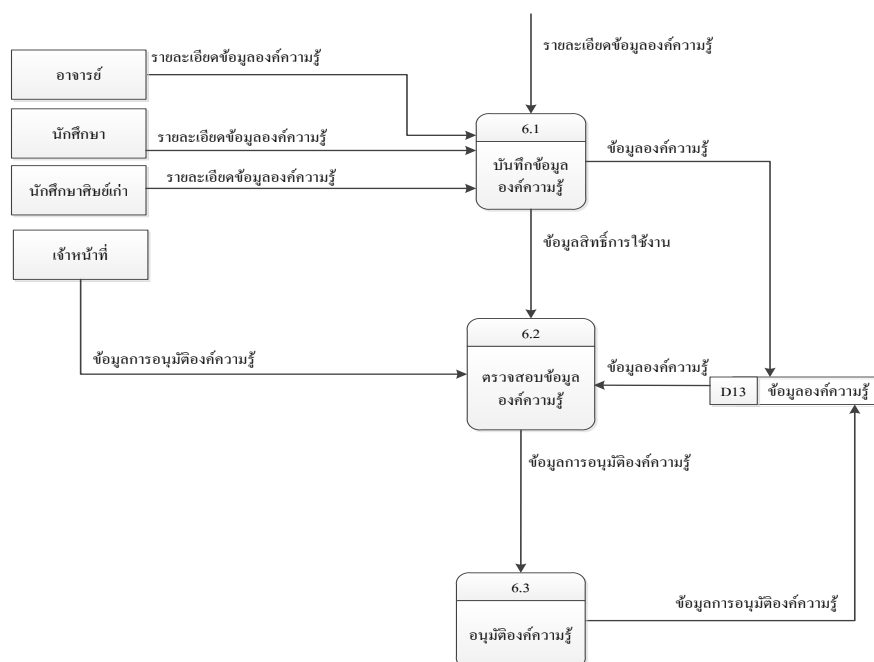 รายละเอียดข้อมูลองค์ความรู้
รายละเอียดข้อมูลองค์ความรู้
อาจารย์
นักศึกษา
รายละเอียดข้อมูลองค์ความรู้
6.1
บันทึกข้อมูล
องค์ความรู้
ข้อมูลองค์ความรู้
รายละเอียดข้อมูลองค์ความรู้
นักศึกษาศิษย์เก่า
ข้อมูลสิทธิ์การใช้งาน
เจ้าหน้าที่
6.2
ข้อมูลการอนุมัติองค์ความรู้
ตรวจสอบข้อมูล
องค์ความรู้
ข้อมูลองค์ความรู้
D13
ข้อมูลองค์ความรู้
ข้อมูลการอนุมัติองค์ความรู้
6.3
อนุมัติองค์ความรู้
ข้อมูลการอนุมัติองค์ความรู้